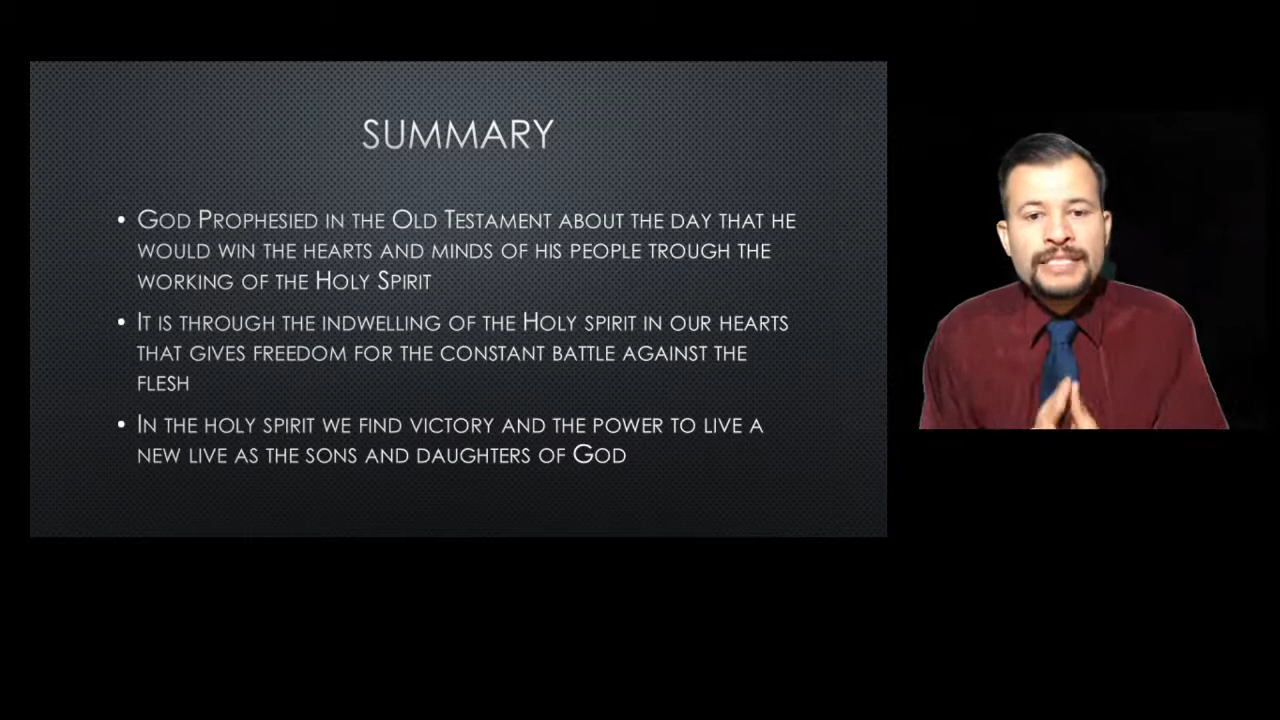 SUMMARY
• GOD PROPHESIED IN THE OLD TESTAMENT ABOUT THE DAY THAT HE
WOULD WIN THE HEARTS AND MINDS OF HIS PEOPLE TROUGH THE
WORKING OF THE HOLY SPIRIT
• IT IS THROUGH THE INDWELLING OF THE HOLY SPIRIT IN OUR HEARTS
THAT GIVES FREEDOM FOR THE CONSTANT BATTLE AGAINST THE
FLESH
• IN THE HOLY SPIRIT WE FIND VICTORY AND THE POWER TO LIVE A
NEW LIVE AS THE SONS AND DAUGHTERS OF GOD